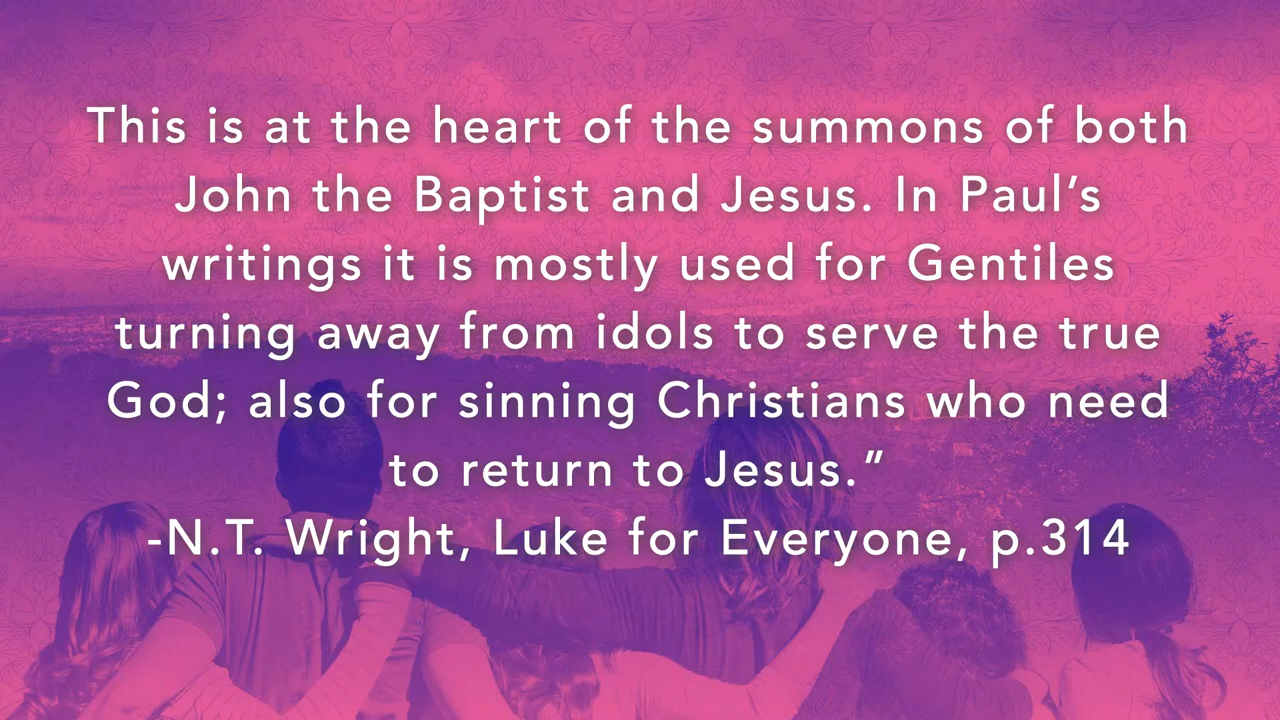 This is at the heart of the summons of both
John the Baptist and Jesus. In Paul’s
writings it is mostly used for Gentiles
turning away from idols to serve the true
God; also for sinning Christians who need
to return to Jesus.”
-N.T. Wright, Luke for Everyone, p.314